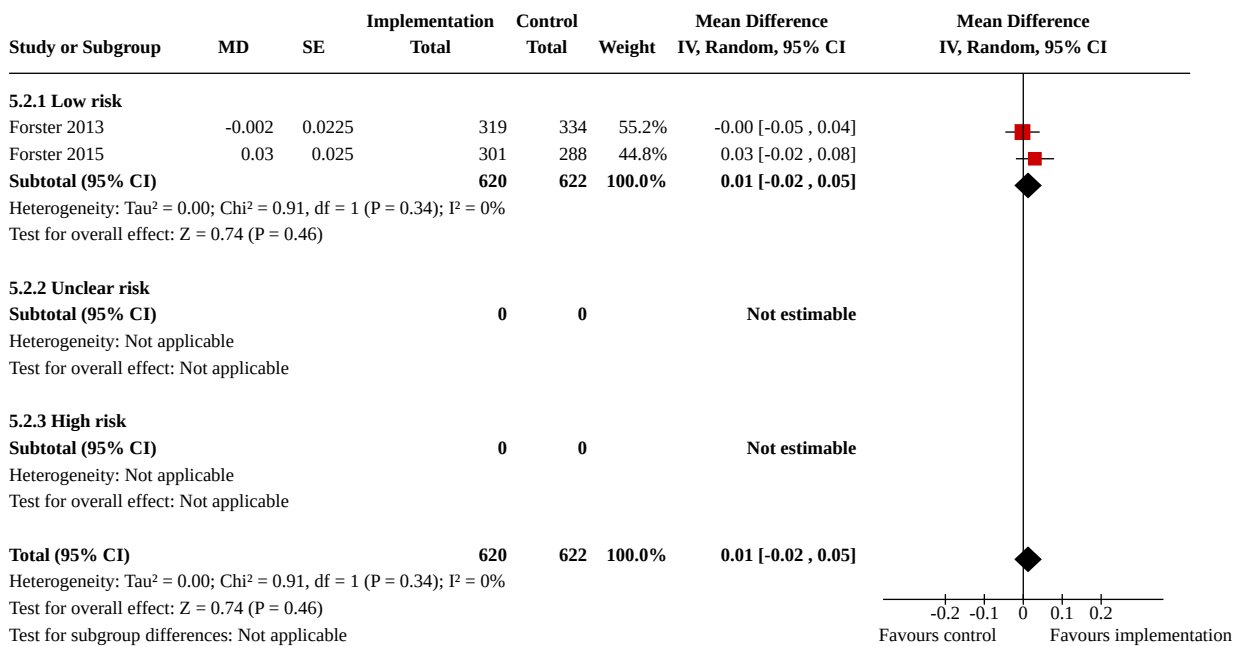 Implementation Control Mean Difference Mean Difference
Study or Subgroup MD SE Total Total Weight IV, Random, 95% CI IV, Random, 95% CI
5.2.1 Low risk
Forster 2013 -0.002 0.0225 319 334 55.2% -0.00 [-0.05 , 0.04]
Forster 2015 0.03 0.025 301 288 44.8% 0.03 [-0.02 , 0.08]
Subtotal (95% CI) 620 622 100.0% 0.01 [-0.02 , 0.05]
Heterogeneity: Tau² = 0.00; Chi² = 0.91, df = 1 (P = 0.34); I² = 0%
Test for overall effect: Z = 0.74 (P = 0.46)
5.2.2 Unclear risk
Subtotal (95% CI) 0 0 Not estimable
Heterogeneity: Not applicable
Test for overall effect: Not applicable
5.2.3 High risk
Subtotal (95% CI) 0 0 Not estimable
Heterogeneity: Not applicable
Test for overall effect: Not applicable
Total (95% CI) 620 622 100.0% 0.01 [-0.02 , 0.05]
Heterogeneity: Tau² = 0.00; Chi² = 0.91, df = 1 (P = 0.34); I² = 0%
Test for overall effect: Z = 0.74 (P = 0.46) -0.2 -0.1 0 0.1 0.2
Test for subgroup differences: Not applicable Favours control Favours implementation